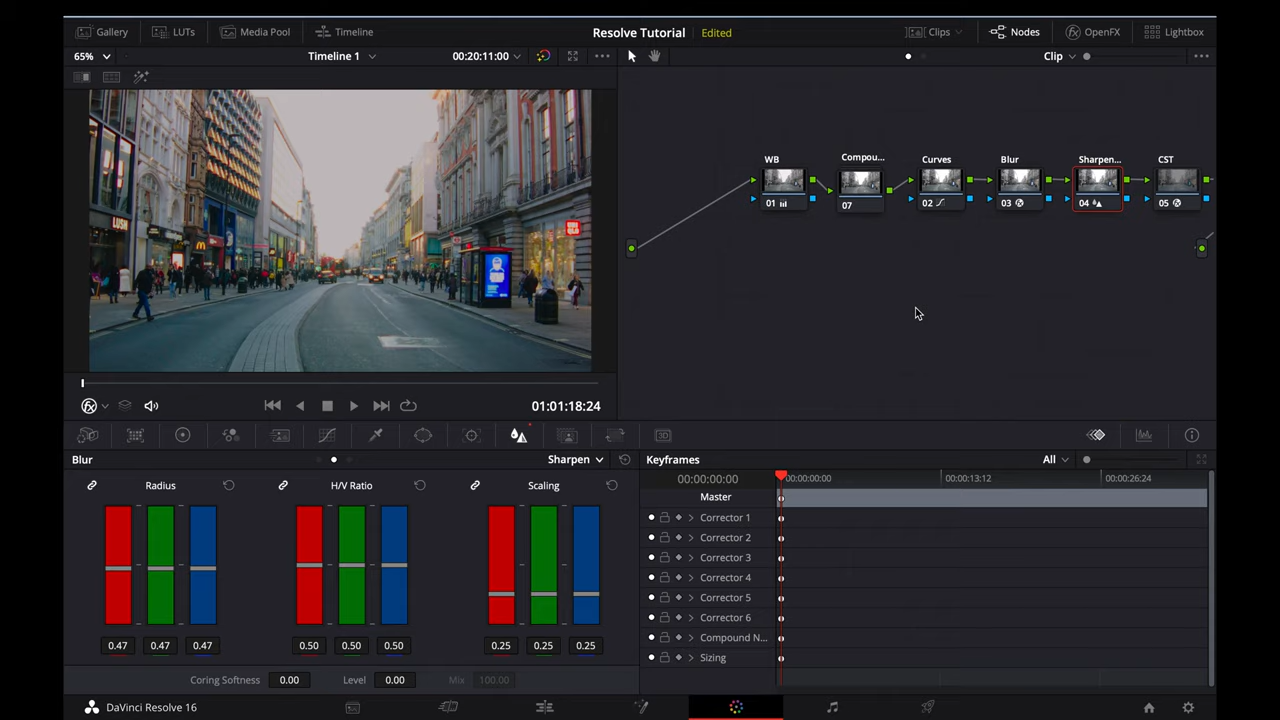 Gallery LUTs Media Pool Timeline Resolve Tutorial Edited Clips Nodes OpenFX Lightbox
65% Timeline 1 00:20:11:00 Clip
WB Compou... Curves Blur Sharpen... CST
01 07 02 03 04 05
01:01:18:24
Blur Sharpen Keyframes All
Radius H/V Ratio Scaling 00:00:00:00 00:00:00:00 00:00:13:12 00:00:26:24
Master
Corrector 1
Corrector 2
Corrector 3
Corrector 4
Corrector 5
Corrector 6
0.47 0.47 0.47 0.50 0.50 0.50 0.25 0.25 0.25 Compound N...
Sizing
Coring Softness 0.00 Level 0.00 Mix 100.00
DaVinci Resolve 16